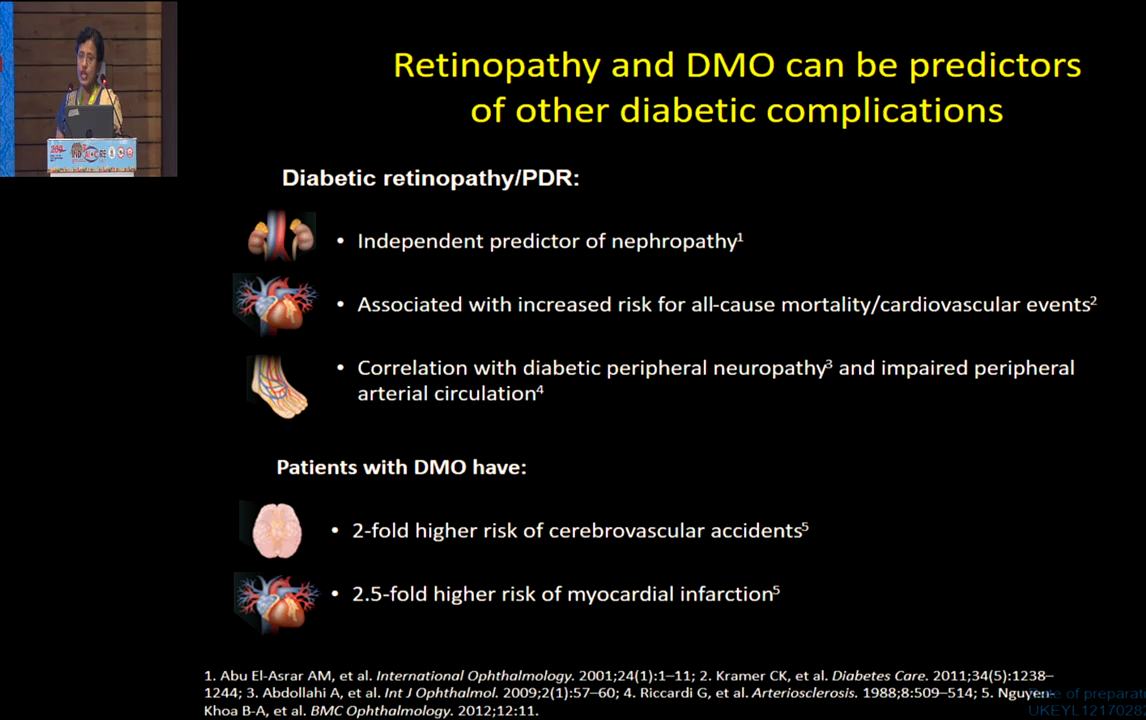 Retinopathy and DMO can be predictors
of other diabetic complications
Diabetic retinopathy/PDR:
• Independent predictor of nephropathy¹
• Associated with increased risk for all-cause mortality/cardiovascular events²
• Correlation with diabetic peripheral neuropathy³ and impaired peripheral
arterial circulation⁴
Patients with DMO have:
• 2-fold higher risk of cerebrovascular accidents⁵
• 2.5-fold higher risk of myocardial infarction⁵
1. Abu El-Asrar AM, et al. International Ophthalmology. 2001;24(1):1–11; 2. Kramer CK, et al. Diabetes Care. 2011;34(5):1238–
1244; 3. Abdollahi A, et al. Int J Ophthalmol. 2009;2(1):57–60; 4. Riccardi G, et al. Arteriosclerosis. 1988;8:509–514; 5. Nguyen-
Khoa B-A, et al. BMC Ophthalmology. 2012;12:11.
of preparat
UKEYL1217028